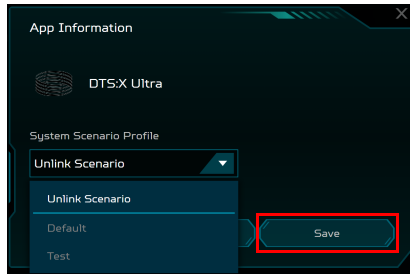 App Information
DTS:X Ultra
System Scenario Profile
Unlink Scenario
Unlink Scenario
Default
Test
Save